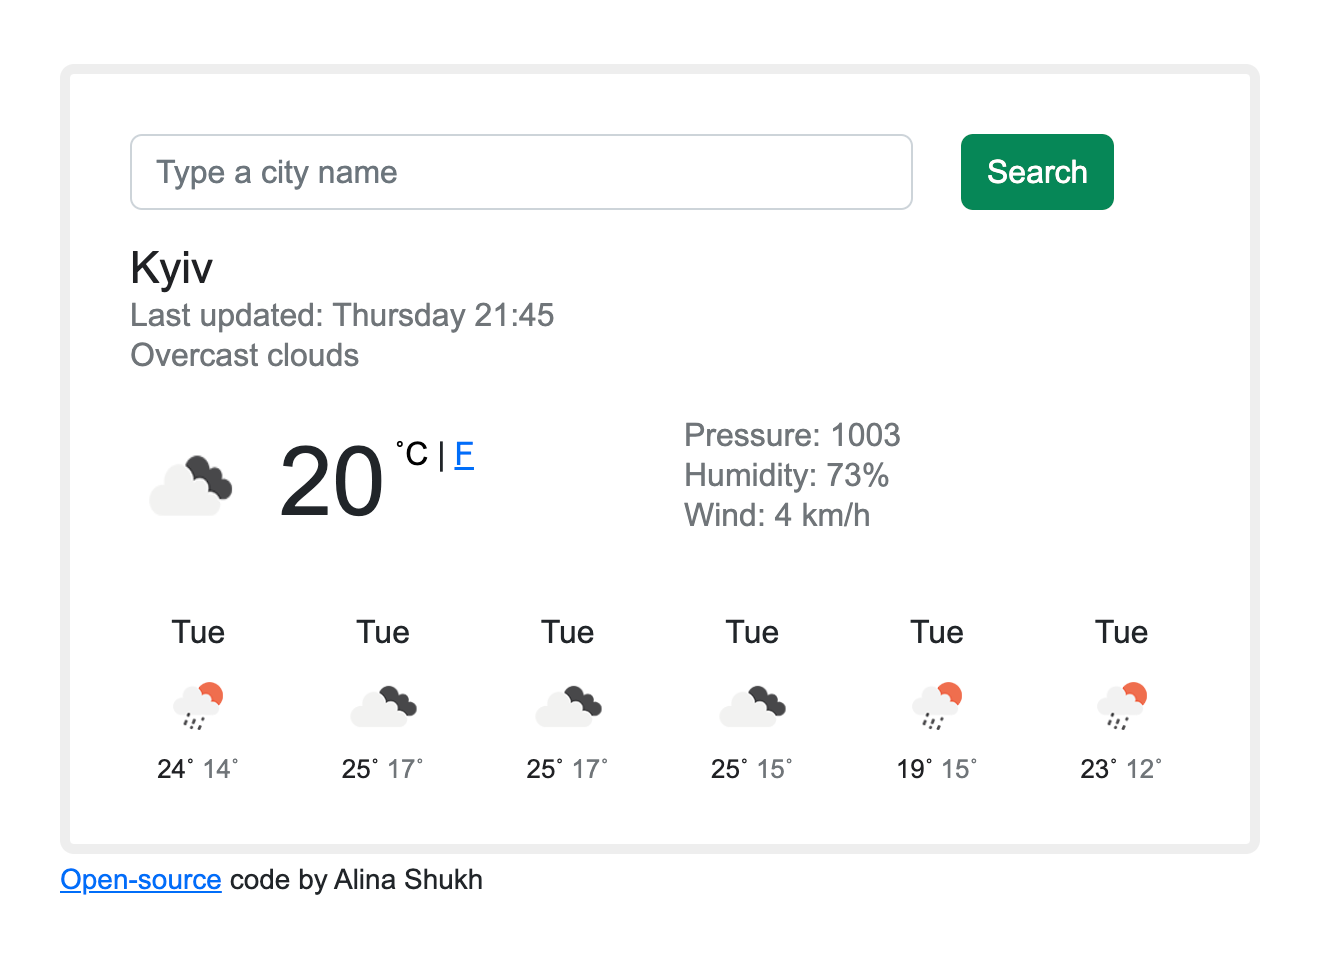 Type a city name
Search
Kyiv
Last updated: Thursday 21:45
Overcast clouds
20 °C | F
Pressure: 1003
Humidity: 73%
Wind: 4 km/h
Tue Tue Tue Tue Tue Tue
24° 14° 25° 17° 25° 17° 25° 15° 19° 15° 23° 12°
Open-source code by Alina Shukh